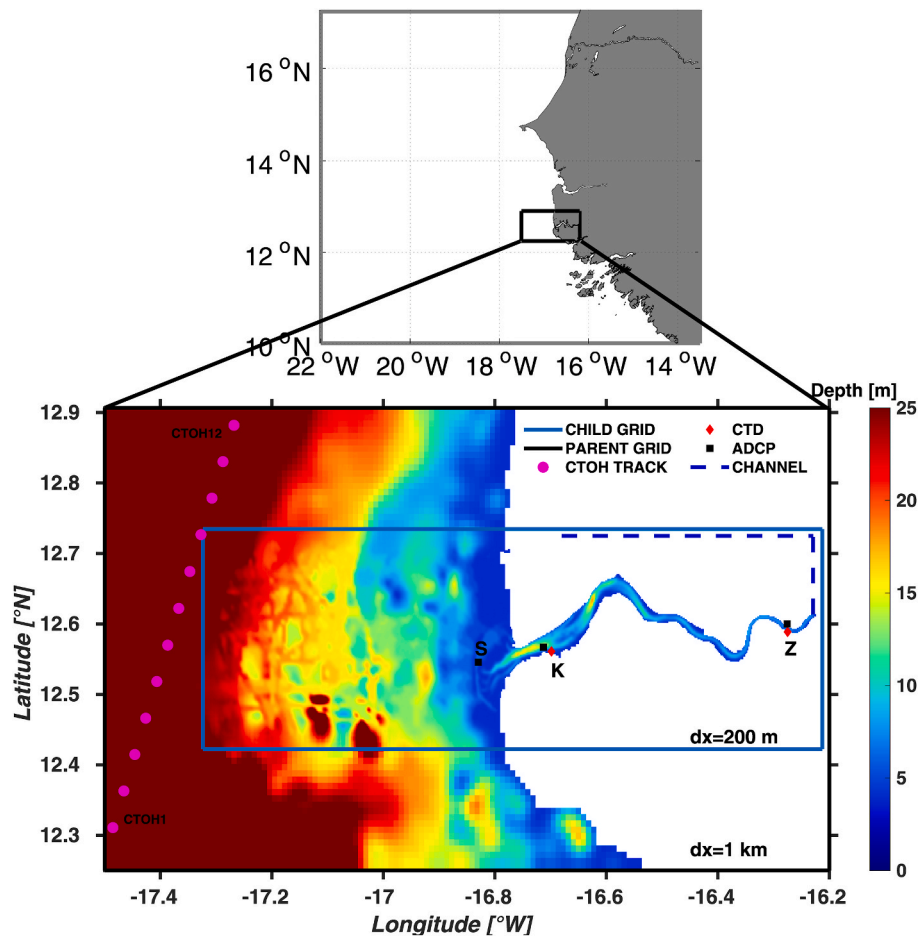 16 °N
14 °N
12 °N
10 °N
22 °W 20 °W 18 °W 16 °W 14 °W
Depth [m]
12.9
12.8
12.7
12.6
12.5
12.4
12.3
Latitude [°N]
CTOH12
CHILD GRID CTD
PARENT GRID ADCP
CTOH TRACK CHANNEL
S
K
Z
dx=200 m
CTOH1
dx=1 km
25
20
15
10
5
0
-17.4 -17.2 -17 -16.8 -16.6 -16.4 -16.2
Longitude [°W]